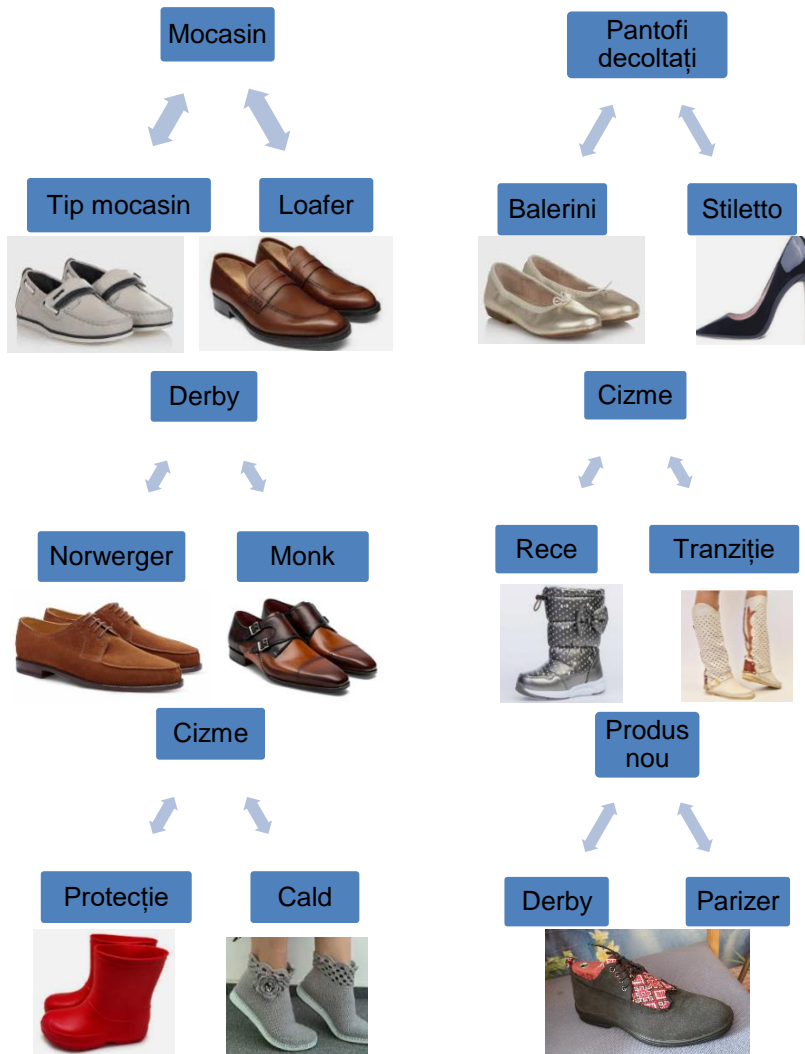 Mocasin
Pantofi
decoltați
Tip mocasin
Loafer
Balerini
Stiletto
Derby
Cizme
Norwerger
Monk
Rece
Tranziție
Cizme
Produs
nou
Protecție
Cald
Derby
Parizer